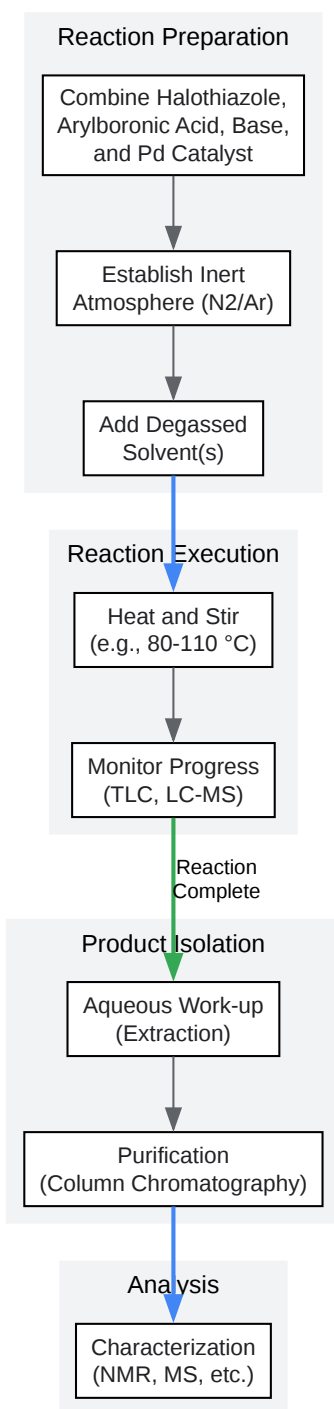 Reaction Preparation
Combine Halothiazole,
Arylboronic Acid, Base,
and Pd Catalyst
Establish Inert
Atmosphere (N2/Ar)
Add Degassed
Solvent(s)
Reaction Execution
Heat and Stir
(e.g., 80-110 °C)
Monitor Progress
(TLC, LC-MS)
Reaction
Complete
Product Isolation
Aqueous Work-up
(Extraction)
Purification
(Column Chromatography)
Analysis
Characterization
(NMR, MS, etc.)